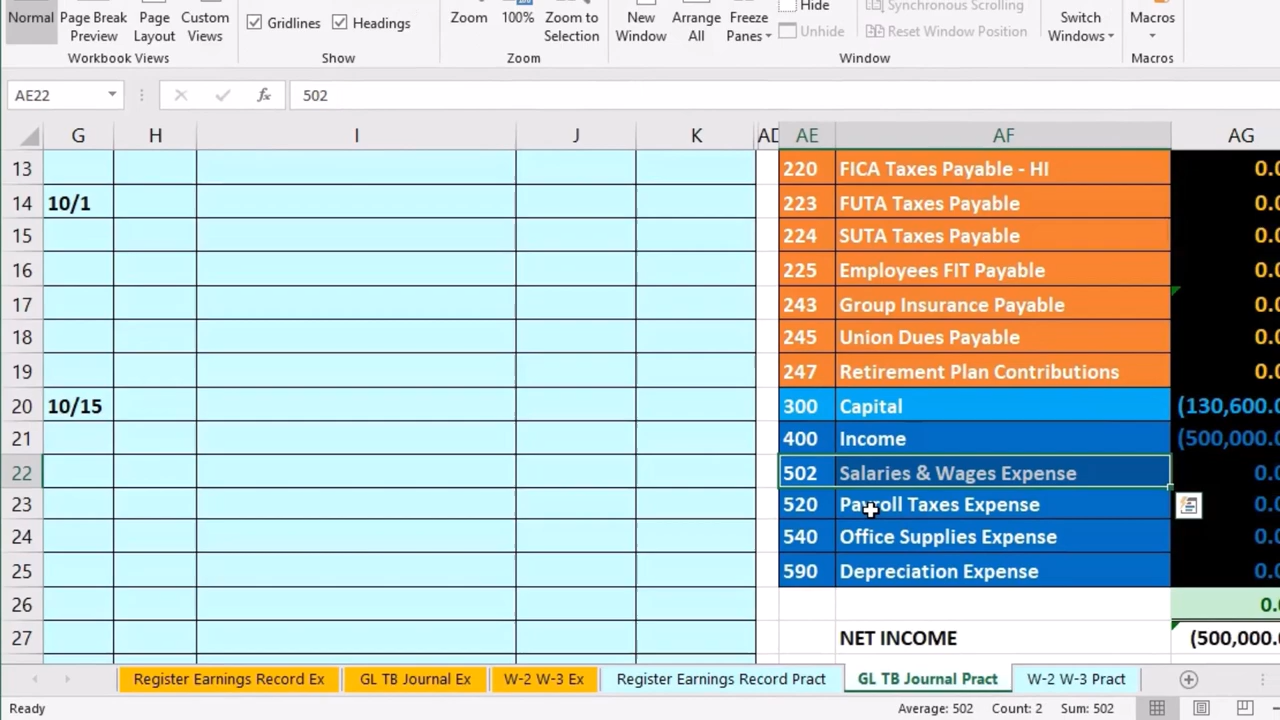 Hide
Synchronous Scrolling
Normal Page Break Preview Page Layout Custom Views
Gridlines Headings
Zoom 100% Zoom to Selection
New Window Arrange All Freeze Panes
Unhide Reset Window Position
Switch Windows
Macros
Workbook Views Show Zoom Window Macros
AE22 fx 502
G H I J K AD AE AF AG
13 220 FICA Taxes Payable - HI 0.0
14 10/1 223 FUTA Taxes Payable 0.0
15 224 SUTA Taxes Payable 0.0
16 225 Employees FIT Payable 0.0
17 243 Group Insurance Payable 0.0
18 245 Union Dues Payable 0.0
19 247 Retirement Plan Contributions 0.0
20 10/15 300 Capital (130,600.0
21 400 Income (500,000.0
22 502 Salaries & Wages Expense 0.0
23 520 Payroll Taxes Expense 0.0
24 540 Office Supplies Expense 0.0
25 590 Depreciation Expense 0.0
26 0.0
27 NET INCOME (500,000.0
Register Earnings Record Ex GL TB Journal Ex W-2 W-3 Ex Register Earnings Record Pract GL TB Journal Pract W-2 W-3 Pract
Ready Average: 502 Count: 2 Sum: 502